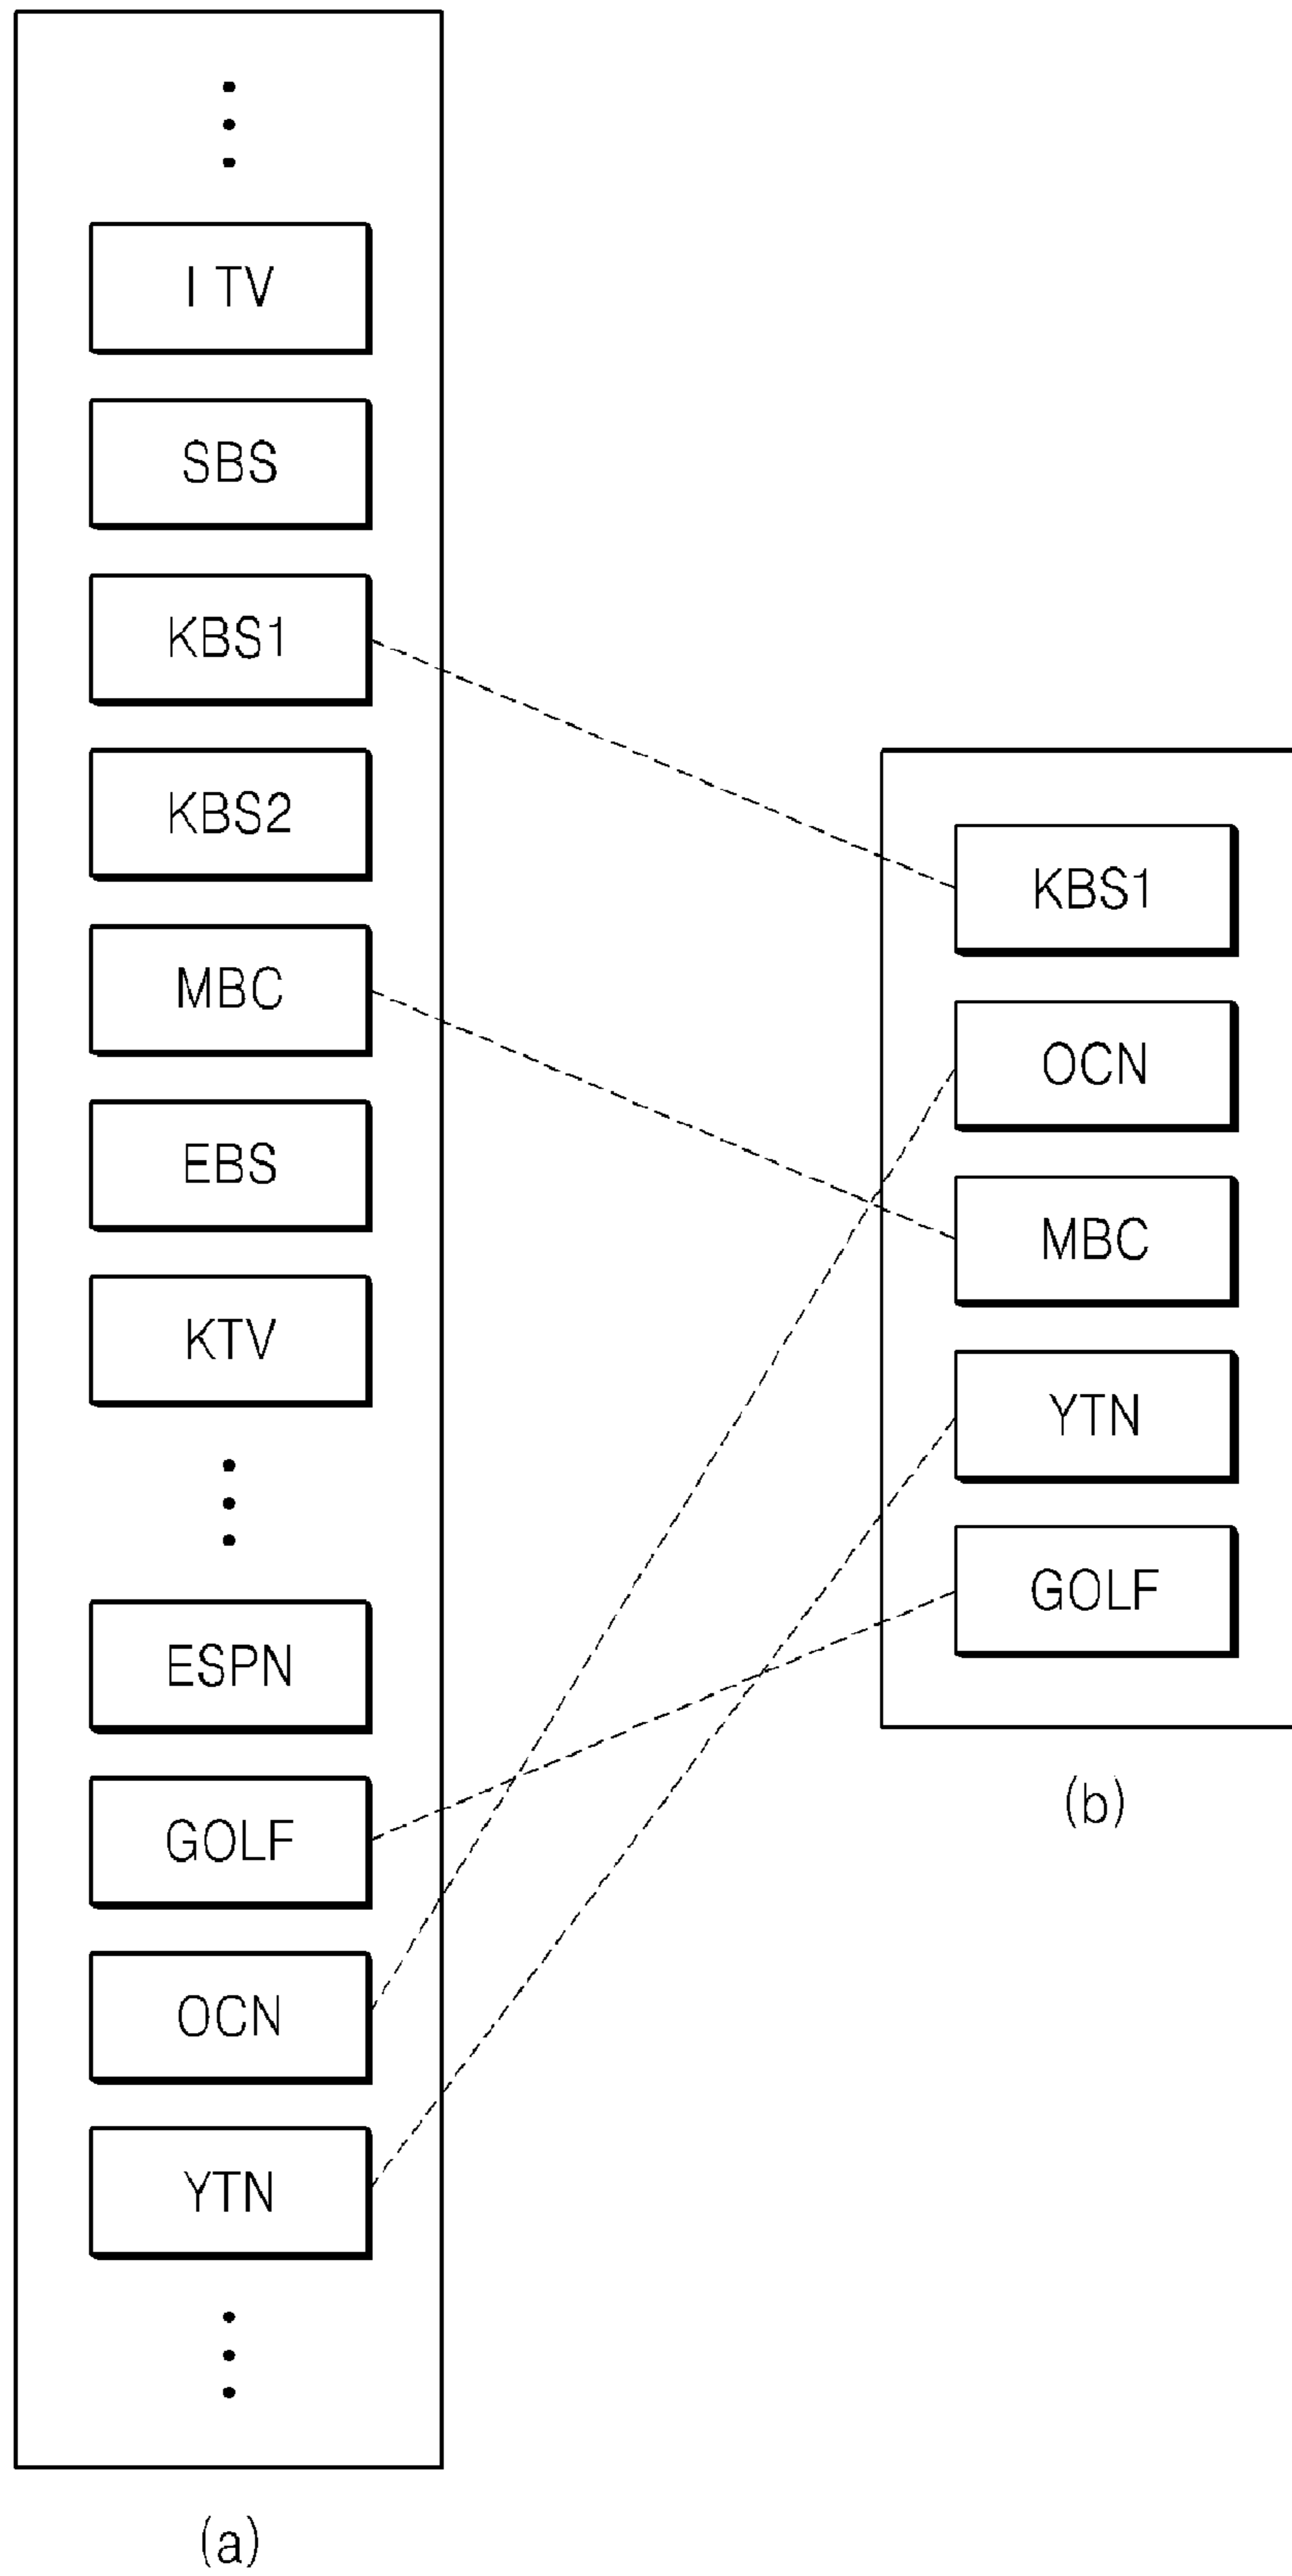 I TV
SBS
KBS1
KBS2
MBC
EBS
KTV
ESPN
GOLF
OCN
YTN
(a)
KBS1
OCN
MBC
YTN
GOLF
(b)